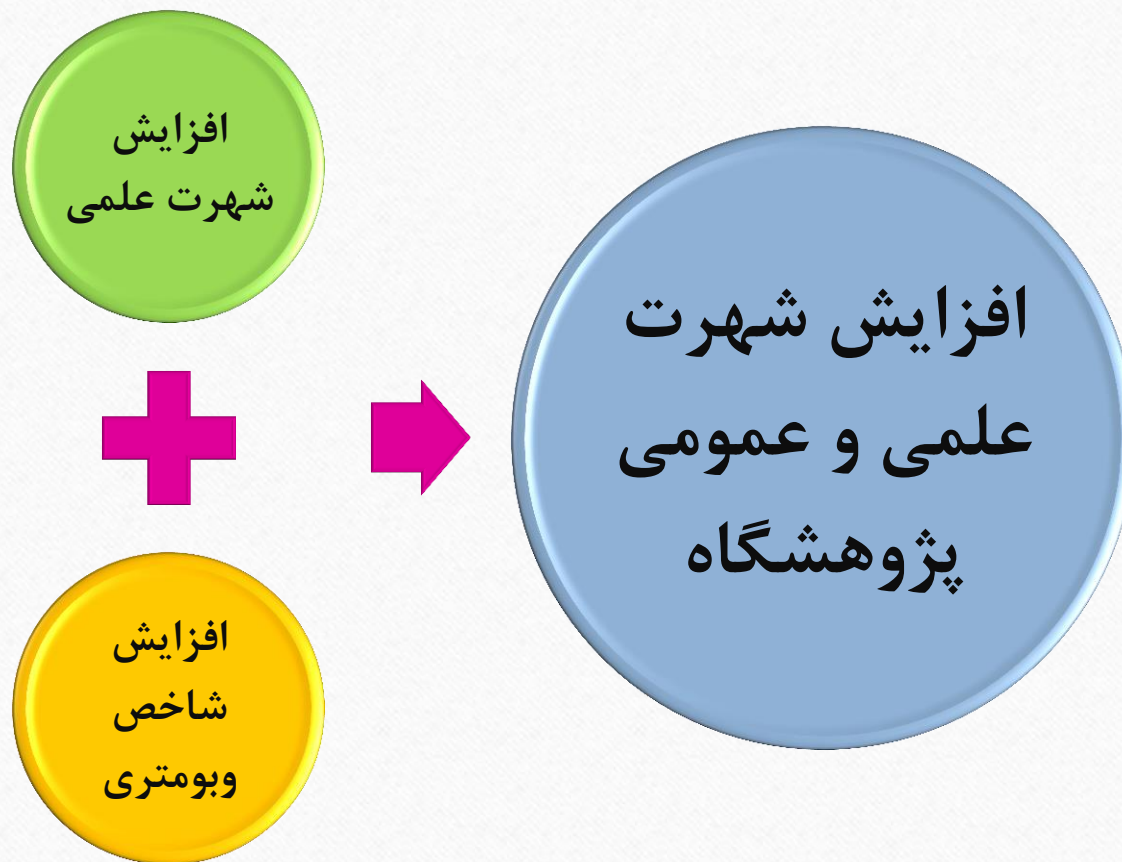 افزایش
شهرت علمی
افزایش
شاخص
وبومتری
افزایش شهرت
علمی و عمومی
پژوهشگاه